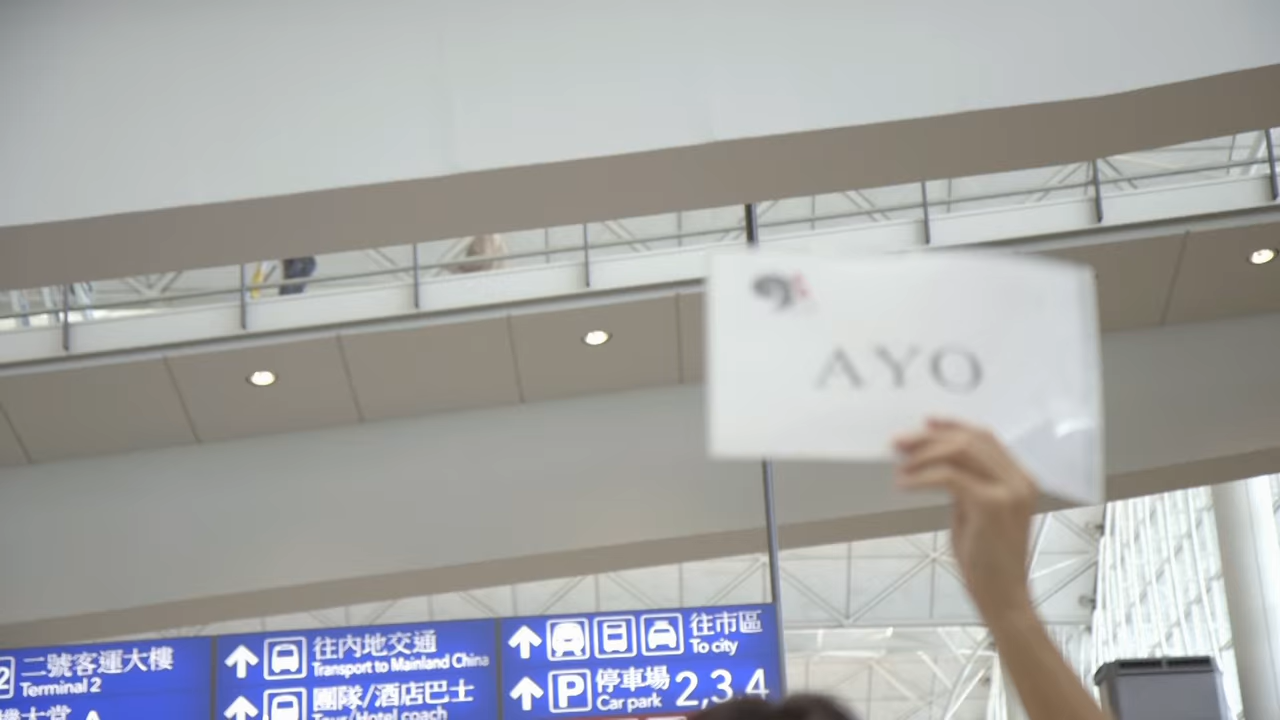 AYO
2 二號客運大樓
Terminal 2
往內地交通
Transport to Mainland China
團隊/酒店巴士
Tour/Hotel coach
往市區
To city
P 停車場
Car park 2,3,4